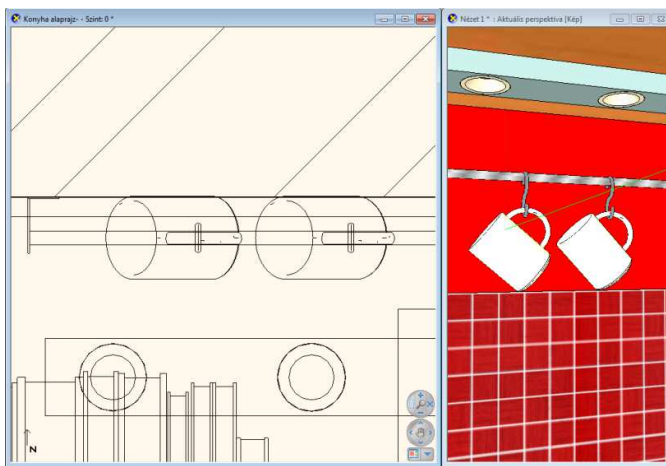 Konyha alaprajz- - Szint: 0 *
Nézet 1 * : Aktuális perspektíva [Kép]
N